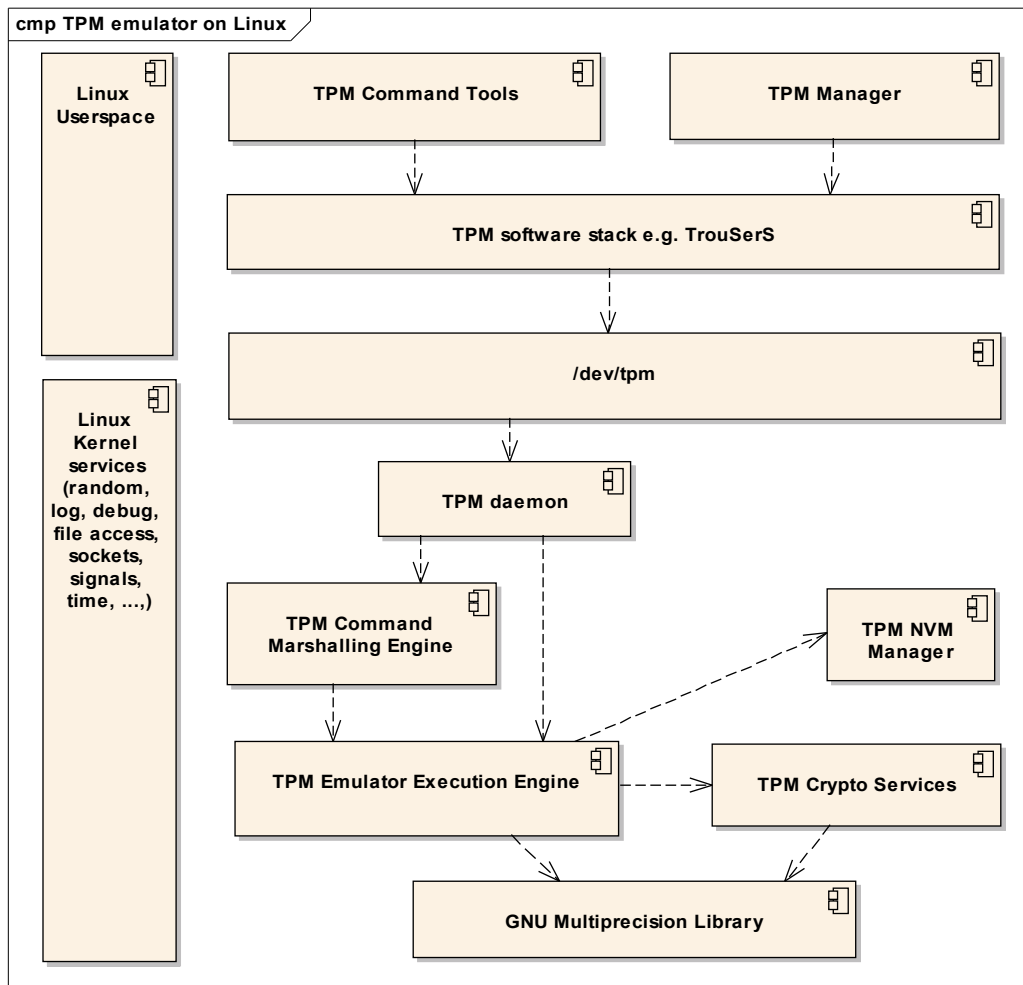 cmp TPM emulator on Linux
Linux
Userspace
TPM Command Tools
TPM Manager
TPM software stack e.g. TrouSerS
/dev/tpm
Linux
Kernel
services
(random,
log, debug,
file access,
sockets,
signals,
time, ...,)
TPM daemon
TPM Command
Marshalling Engine
TPM NVM
Manager
TPM Emulator Execution Engine
TPM Crypto Services
GNU Multiprecision Library